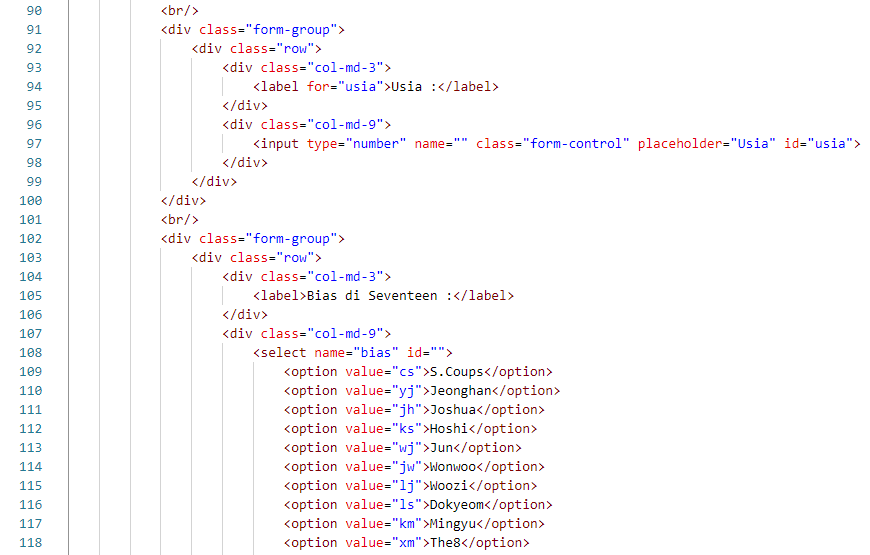 90 <br/>
91 <div class="form-group">
92 <div class="row">
93 <div class="col-md-3">
94 <label for="usia">Usia :</label>
95 </div>
96 <div class="col-md-9">
97 <input type="number" name="" class="form-control" placeholder="Usia" id="usia">
98 </div>
99 </div>
100 </div>
101 <br/>
102 <div class="form-group">
103 <div class="row">
104 <div class="col-md-3">
105 <label>Bias di Seventeen :</label>
106 </div>
107 <div class="col-md-9">
108 <select name="bias" id="">
109 <option value="cs">S.Coups</option>
110 <option value="yj">Jeonghan</option>
111 <option value="jh">Joshua</option>
112 <option value="ks">Hoshi</option>
113 <option value="wj">Jun</option>
114 <option value="jw">Wonwoo</option>
115 <option value="lj">Woozi</option>
116 <option value="ls">Dokyeom</option>
117 <option value="km">Mingyu</option>
118 <option value="xm">The8</option>